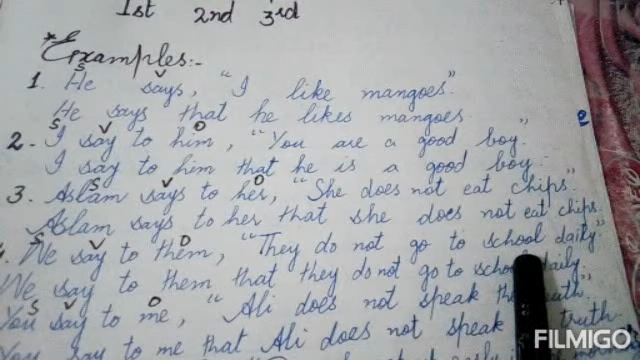 1st 2nd 3rd
Examples:-
S V
1. He says, "I like mangoes".
He says that he likes mangoes.
S V O
2. I say to him, "You are a good boy."
I say to him that he is a good boy.
S V O
3. Aslam says to her, "She does not eat chips."
Aslam says to her that she does not eat chips.
S V O
4. We say to them, "They do not go to school daily."
We say to them that they do not go to school daily.
S V O
You say to me, "Ali does not speak the truth."
You say to me that Ali does not speak truth.
FILMIGO